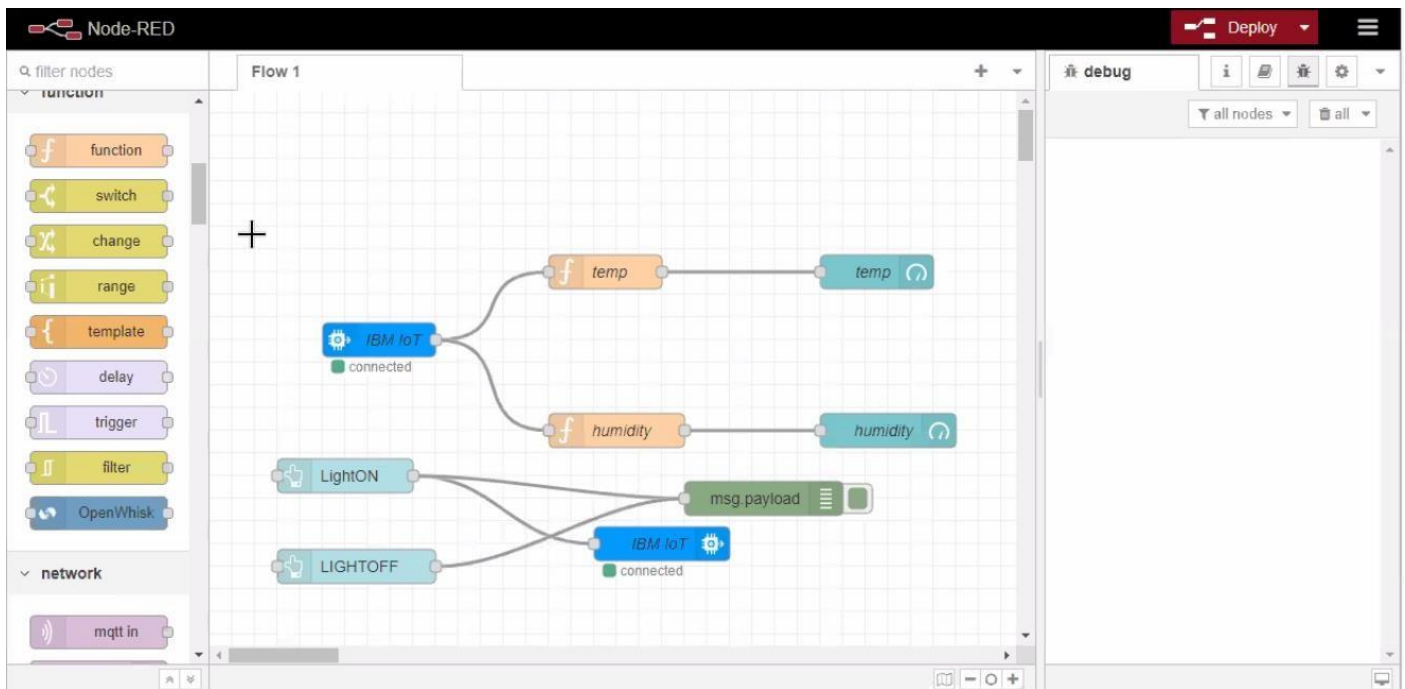 Node-RED
Deploy
filter nodes
Flow 1
debug
function
all nodes
all
function
switch
change
range
template
delay
trigger
filter
OpenWhisk
network
mqtt in
temp
temp
IBM IoT
connected
humidity
humidity
LightON
msg.payload
IBM IoT
connected
LIGHTOFF